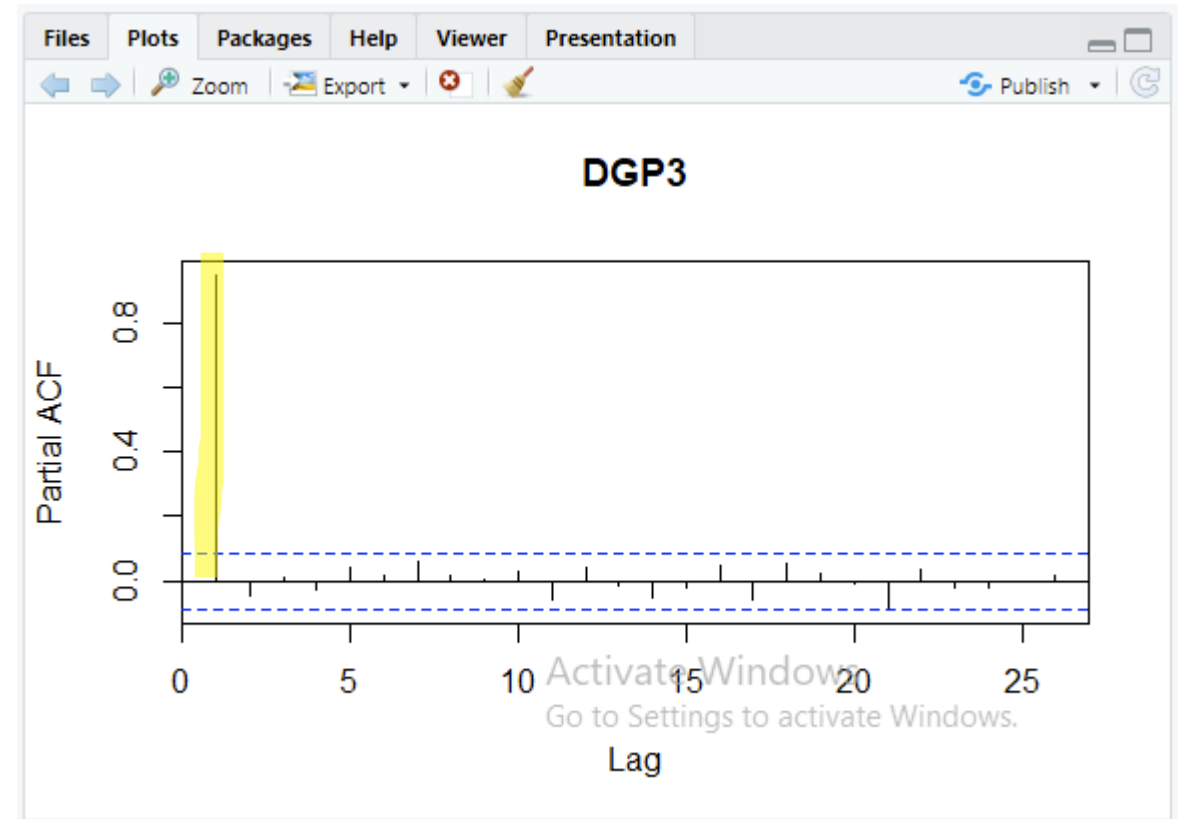 Files Plots Packages Help Viewer Presentation
Zoom Export Publish
DGP3
Partial ACF
0.8
0.4
0.0
0 5 10 15 20 25
Activate Windows
Go to Settings to activate Windows.
Lag